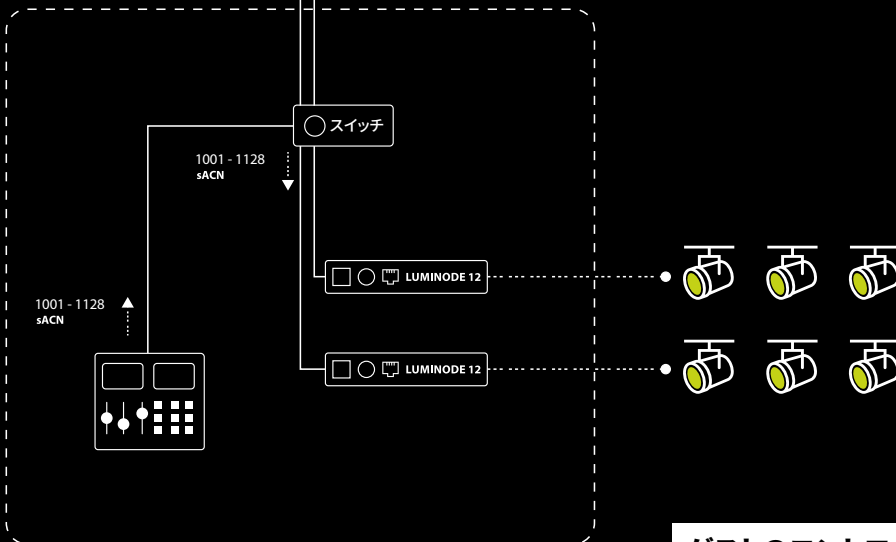 スイッチ
1001 - 1128
sACN
LUMINODE 12
1001 - 1128
sACN
LUMINODE 12